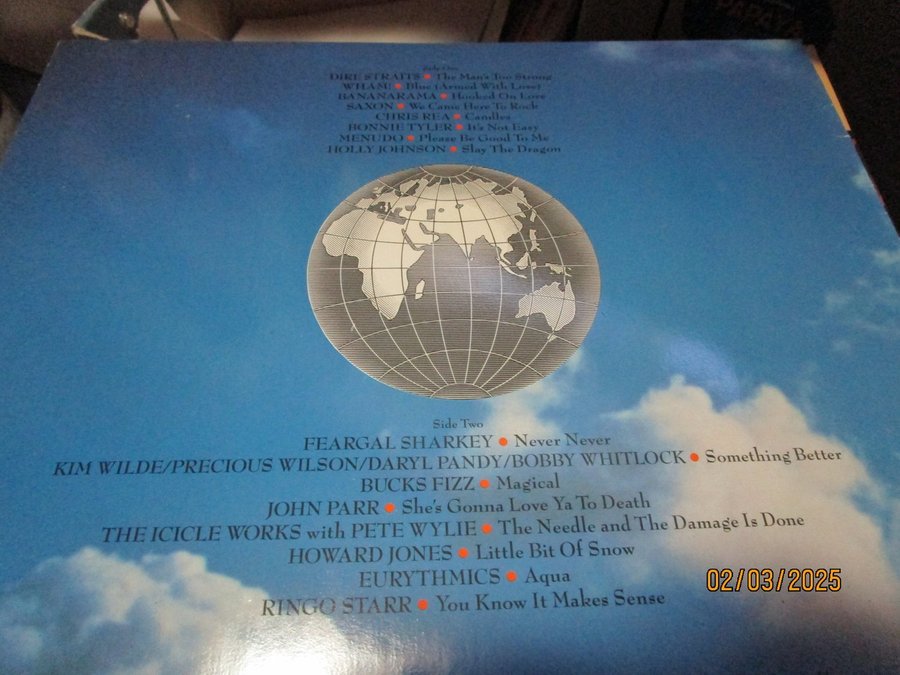 PAPAYA
Side One
DIRE STRAITS • The Man's Too Strong
WHAM! • Blue (Armed With Love)
BANANARAMA • Hooked On Love
SAXON • We Came Here To Rock
CHRIS REA • Candles
BONNIE TYLER • It's Not Easy
MENUDO • Please Be Good To Me
HOLLY JOHNSON • Slay The Dragon
Side Two
FEARGAL SHARKEY • Never Never
KIM WILDE/PRECIOUS WILSON/DARYL PANDY/BOBBY WHITLOCK • Something Better
BUCKS FIZZ • Magical
JOHN PARR • She's Gonna Love Ya To Death
THE ICICLE WORKS with PETE WYLIE • The Needle and The Damage Is Done
HOWARD JONES • Little Bit Of Snow
EURYTHMICS • Aqua
RINGO STARR • You Know It Makes Sense
02/03/2025